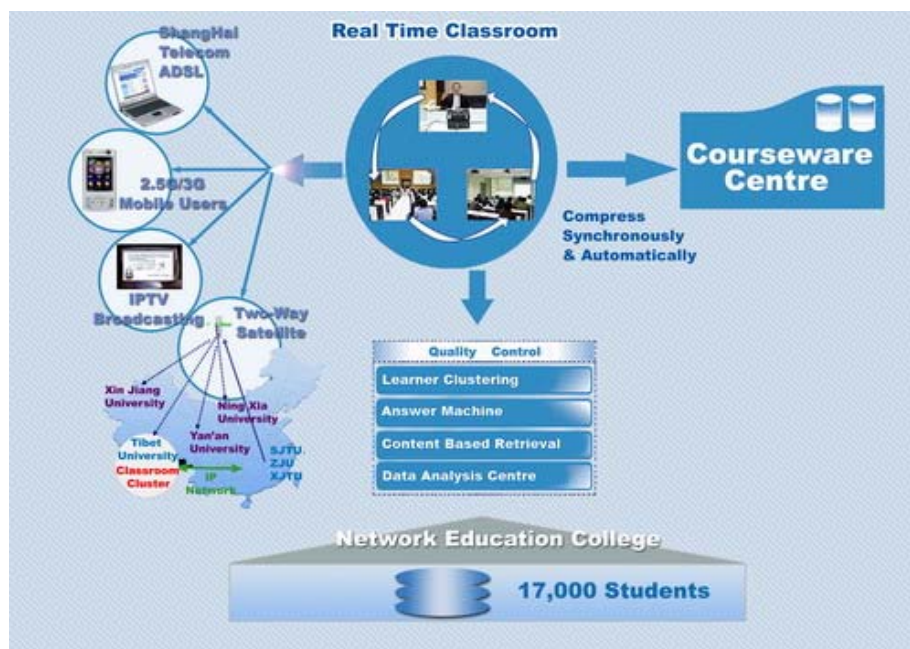 Real Time Classroom
ShangHai
Telecom
ADSL
2.5G/3G
Mobile Users
IPTV
Broadcasting
Two-Way
Satedlite
Courseware
Centre
Compress
Synchronously
& Automatically
Xin Jiang
University
Ning Xia
University
Yan'an
University
Tibet
University
Classroom
Cluster
IP
Network
SJTU
ZJU
XJTU
Quality Control
Learner Clustering
Answer Machine
Content Based Retrieval
Data Analysis Centre
Network Education College
17,000 Students